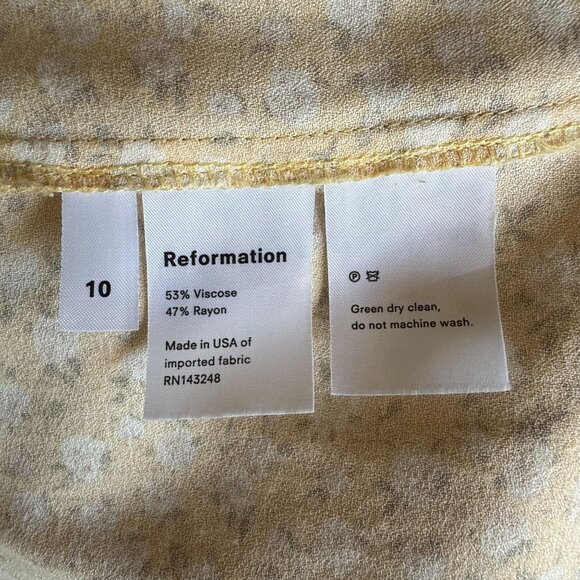 10
Reformation
53% Viscose
47% Rayon
Made in USA of
imported fabric
RN143248
P
Green dry clean,
do not machine wash.